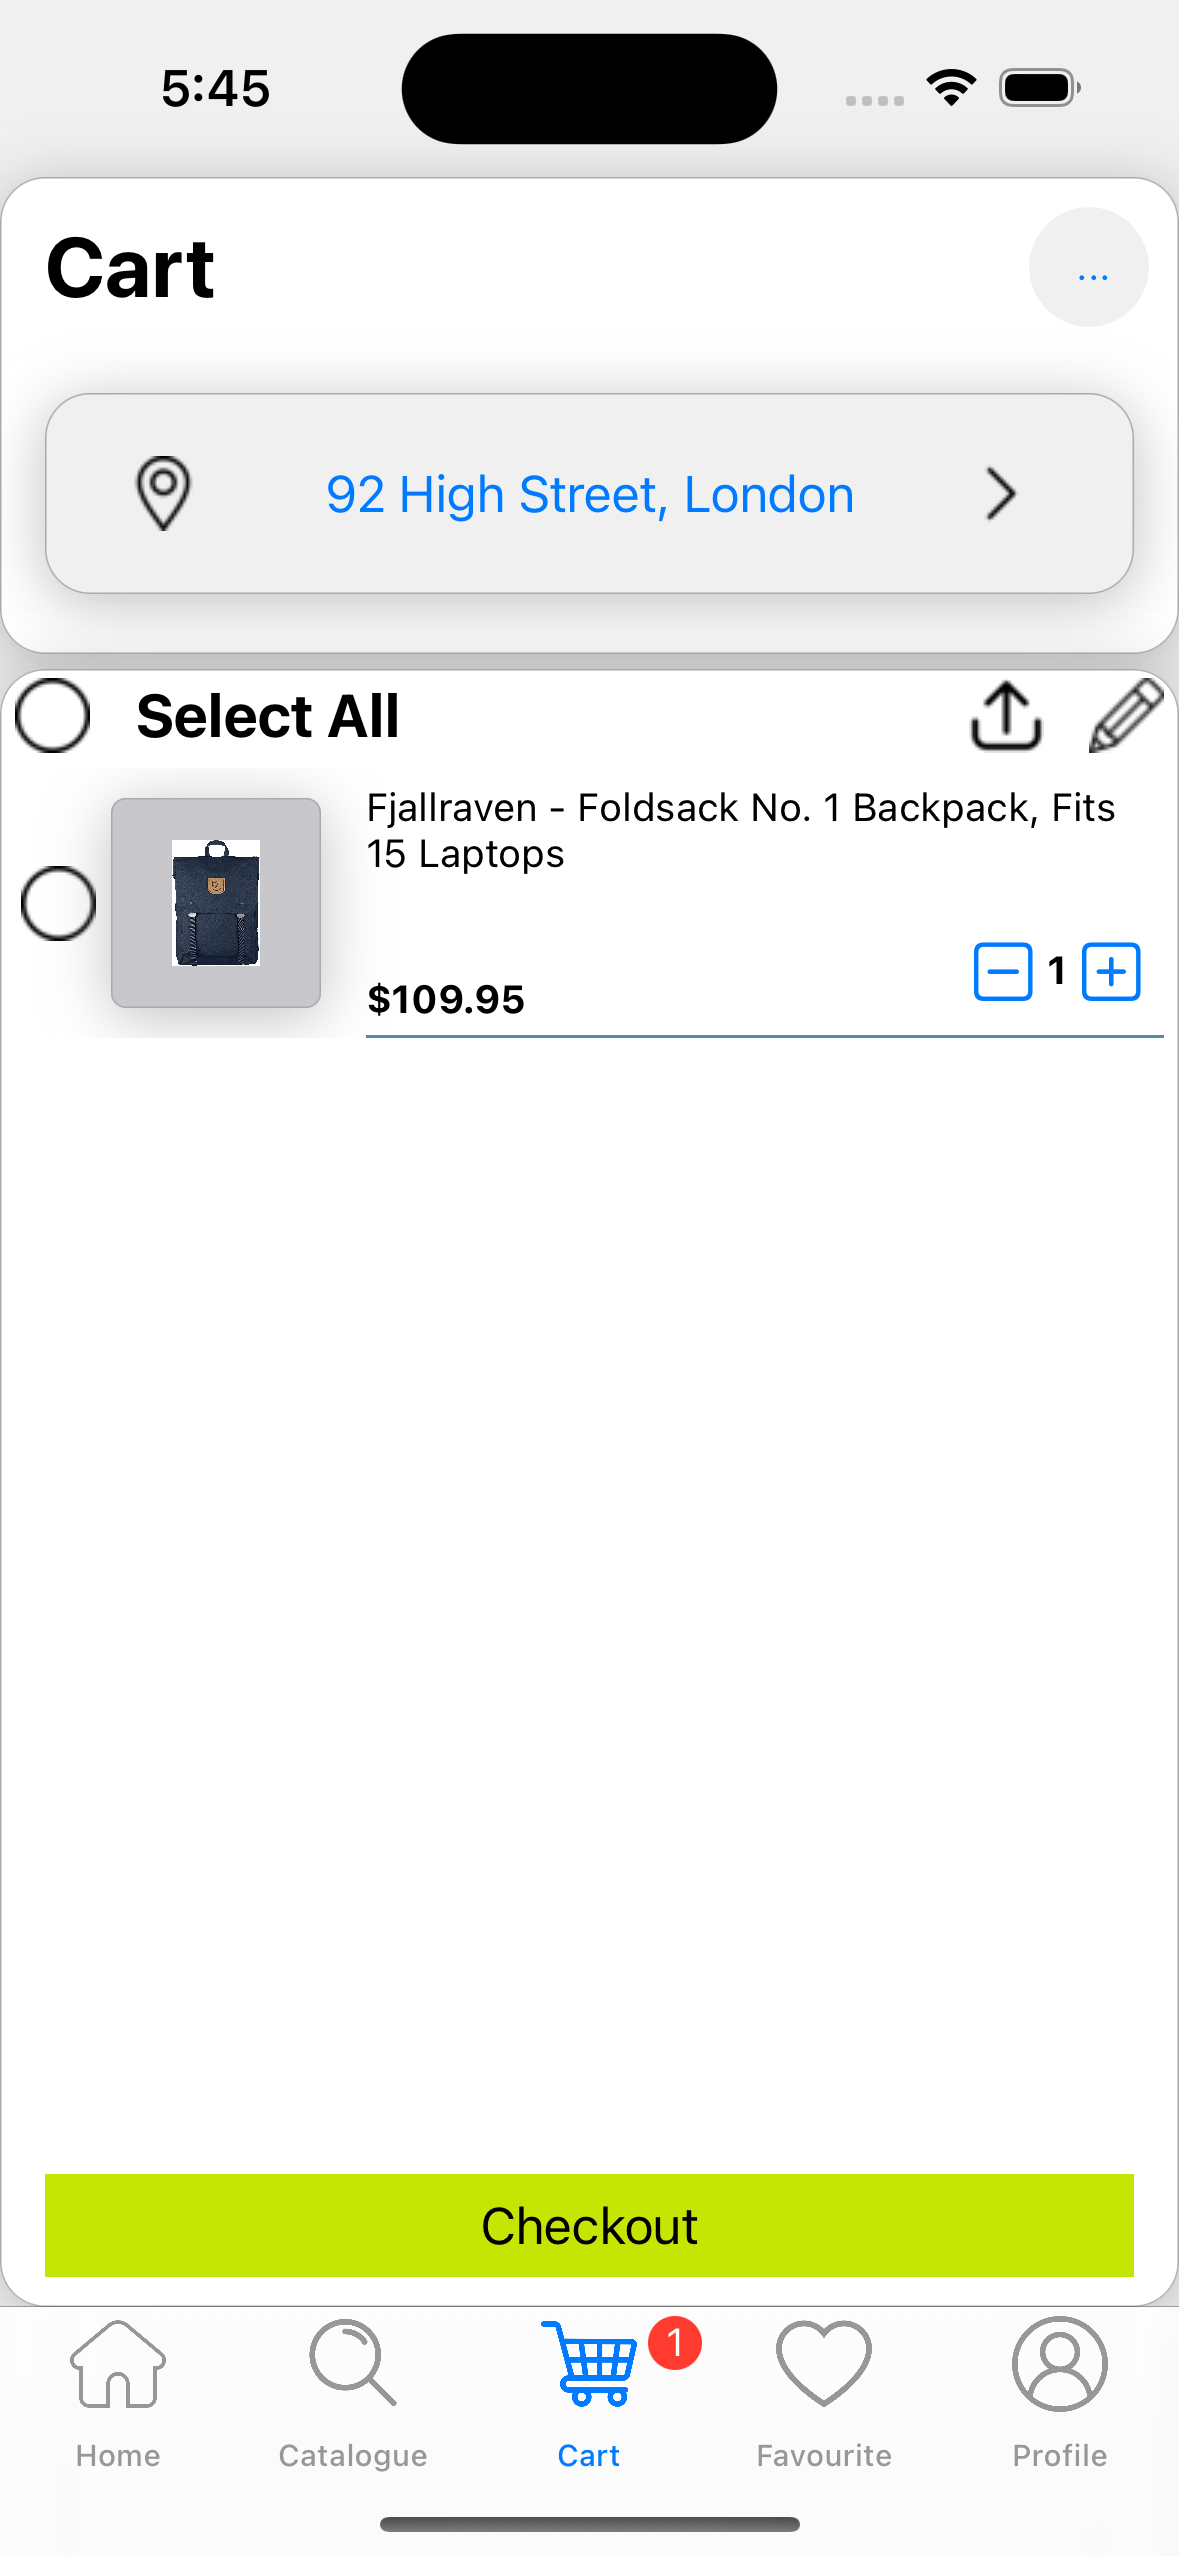 5:45
Cart
...
92 High Street, London
Select All
Fjallraven - Foldsack No. 1 Backpack, Fits
15 Laptops
$109.95
1
Checkout
1
Home
Catalogue
Cart
Favourite
Profile